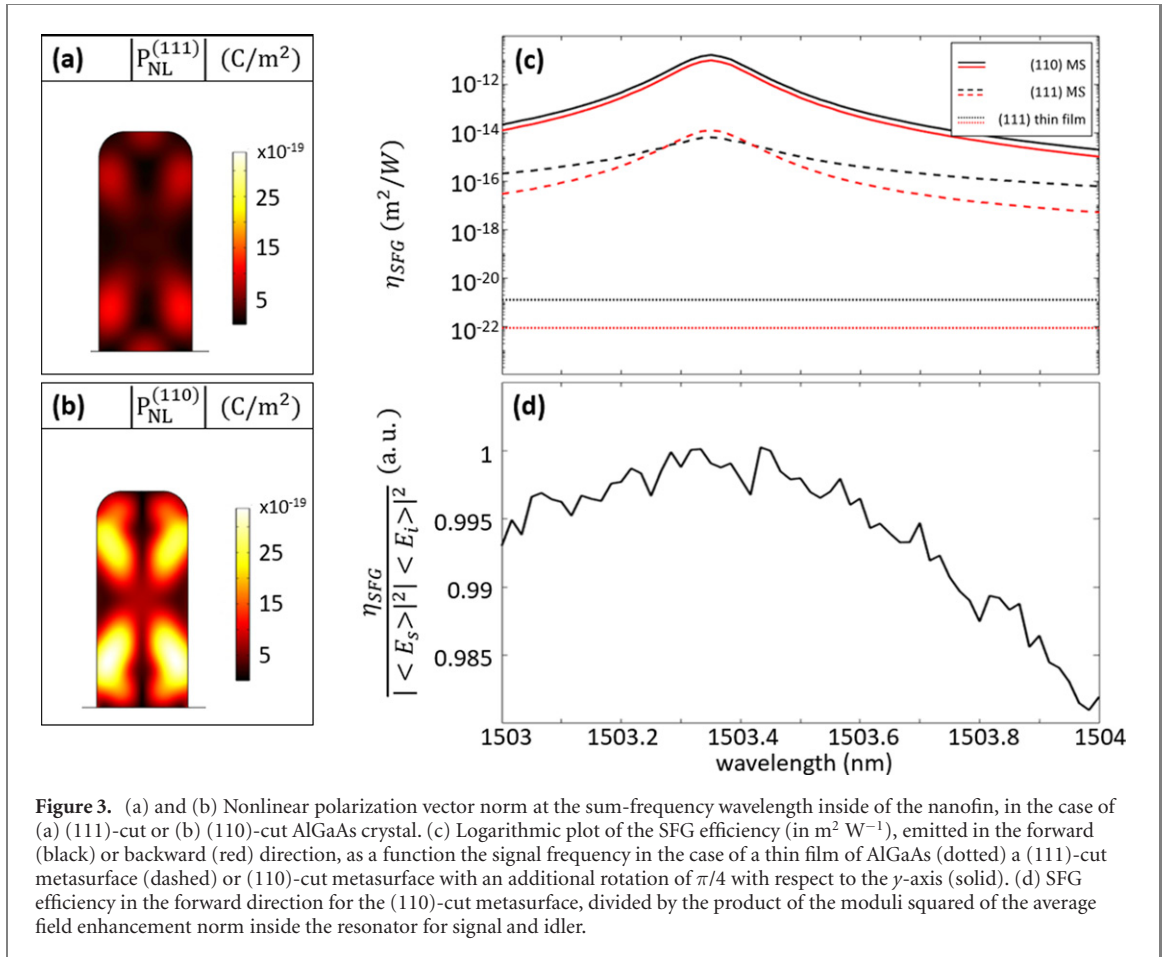 (a) |P_NL^(111)| (C/m²)
x10⁻¹⁹
25
15
5
(b) |P_NL^(110)| (C/m²)
x10⁻¹⁹
25
15
5
(c)
η_SFG (m²/W)
10⁻¹²
10⁻¹⁴
10⁻¹⁶
10⁻¹⁸
10⁻²⁰
10⁻²²
(110) MS
(111) MS
(111) thin film
(d)
η_SFG / |<E_s>|²|<E_i>|² (a.u.)
1
0.995
0.99
0.985
1503 1503.2 1503.4 1503.6 1503.8 1504
wavelength (nm)
Figure 3. (a) and (b) Nonlinear polarization vector norm at the sum-frequency wavelength inside of the nanofin, in the case of
(a) (111)-cut or (b) (110)-cut AlGaAs crystal. (c) Logarithmic plot of the SFG efficiency (in m² W⁻¹), emitted in the forward
(black) or backward (red) direction, as a function the signal frequency in the case of a thin film of AlGaAs (dotted) a (111)-cut
metasurface (dashed) or (110)-cut metasurface with an additional rotation of π/4 with respect to the y-axis (solid). (d) SFG
efficiency in the forward direction for the (110)-cut metasurface, divided by the product of the moduli squared of the average
field enhancement norm inside the resonator for signal and idler.